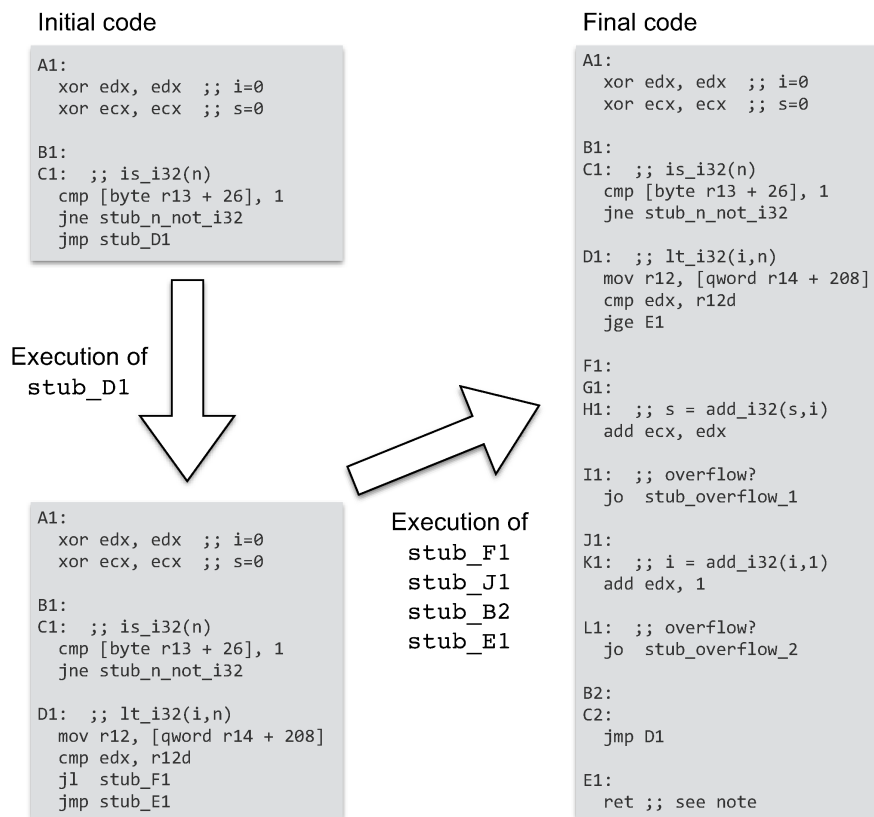 Initial code
A1:
xor edx, edx ;; i=0
xor ecx, ecx ;; s=0
B1:
C1: ;; is_i32(n)
cmp [byte r13 + 26], 1
jne stub_n_not_i32
jmp stub_D1
Execution of
stub_D1
A1:
xor edx, edx ;; i=0
xor ecx, ecx ;; s=0
B1:
C1: ;; is_i32(n)
cmp [byte r13 + 26], 1
jne stub_n_not_i32
D1: ;; lt_i32(i,n)
mov r12, [qword r14 + 208]
cmp edx, r12d
jl stub_F1
jmp stub_E1
Execution of
stub_F1
stub_J1
stub_B2
stub_E1
Final code
A1:
xor edx, edx ;; i=0
xor ecx, ecx ;; s=0
B1:
C1: ;; is_i32(n)
cmp [byte r13 + 26], 1
jne stub_n_not_i32
D1: ;; lt_i32(i,n)
mov r12, [qword r14 + 208]
cmp edx, r12d
jge E1
F1:
G1:
H1: ;; s = add_i32(s,i)
add ecx, edx
I1: ;; overflow?
jo stub_overflow_1
J1:
K1: ;; i = add_i32(i,1)
add edx, 1
L1: ;; overflow?
jo stub_overflow_2
B2:
C2:
jmp D1
E1:
ret ;; see note